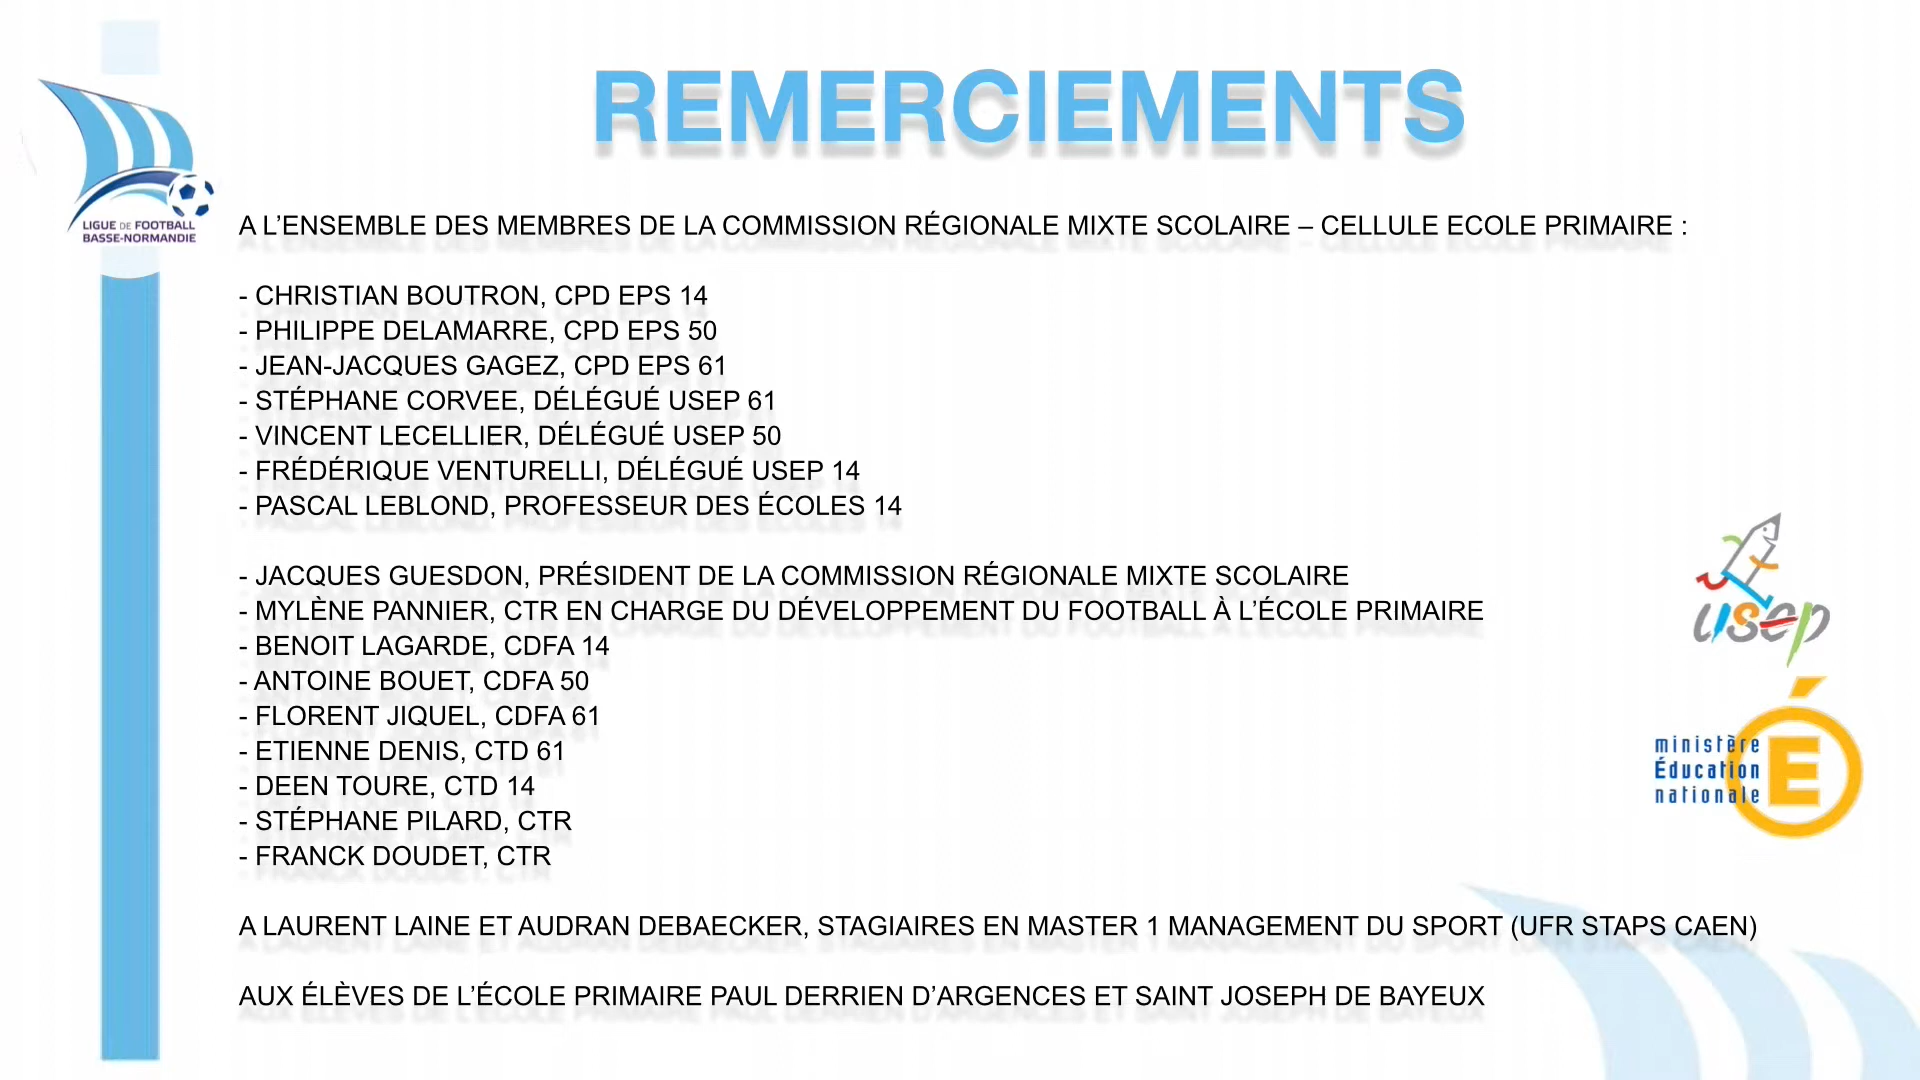 REMERCIEMENTS
LIGUE DE FOOTBALL
BASSE-NORMANDIE
A L’ENSEMBLE DES MEMBRES DE LA COMMISSION RÉGIONALE MIXTE SCOLAIRE – CELLULE ECOLE PRIMAIRE :
- CHRISTIAN BOUTRON, CPD EPS 14
- PHILIPPE DELAMARRE, CPD EPS 50
- JEAN-JACQUES GAGEZ, CPD EPS 61
- STÉPHANE CORVEE, DÉLÉGUÉ USEP 61
- VINCENT LECELLIER, DÉLÉGUÉ USEP 50
- FRÉDÉRIQUE VENTURELLI, DÉLÉGUÉ USEP 14
- PASCAL LEBLOND, PROFESSEUR DES ÉCOLES 14
- JACQUES GUESDON, PRÉSIDENT DE LA COMMISSION RÉGIONALE MIXTE SCOLAIRE
- MYLÈNE PANNIER, CTR EN CHARGE DU DÉVELOPPEMENT DU FOOTBALL À L’ÉCOLE PRIMAIRE
- BENOIT LAGARDE, CDFA 14
- ANTOINE BOUET, CDFA 50
- FLORENT JIQUEL, CDFA 61
- ETIENNE DENIS, CTD 61
- DEEN TOURE, CTD 14
- STÉPHANE PILARD, CTR
- FRANCK DOUDET, CTR
A LAURENT LAINE ET AUDRAN DEBAECKER, STAGIAIRES EN MASTER 1 MANAGEMENT DU SPORT (UFR STAPS CAEN)
AUX ÉLÈVES DE L’ÉCOLE PRIMAIRE PAUL DERRIEN D’ARGENCES ET SAINT JOSEPH DE BAYEUX
usep
ministère
Éducation
nationale
É